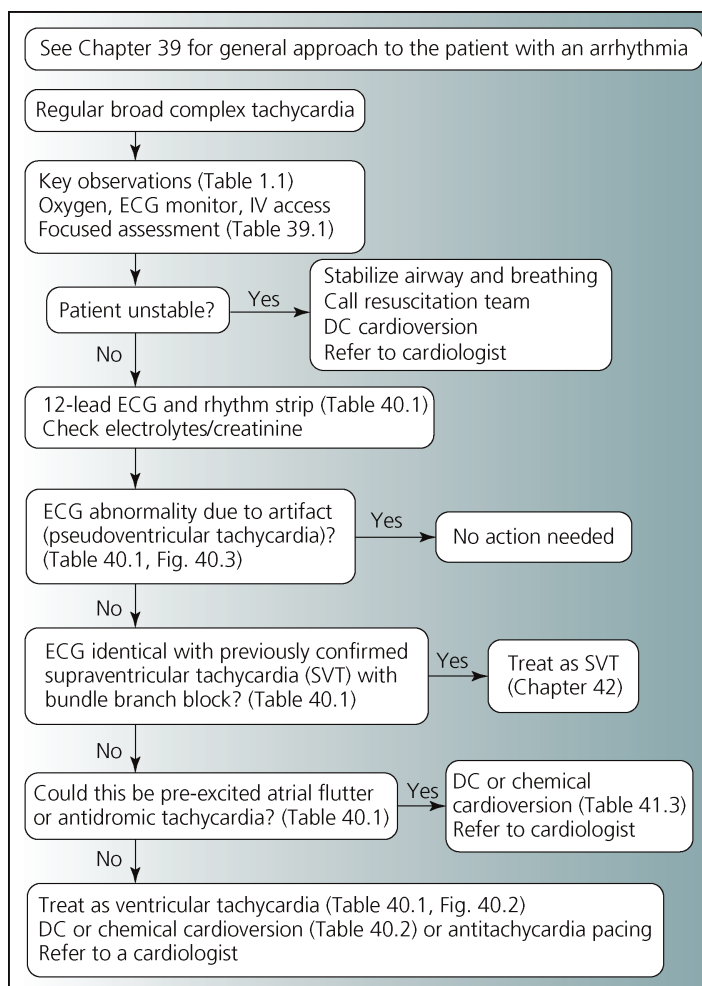 See Chapter 39 for general approach to the patient with an arrhythmia
Regular broad complex tachycardia
Key observations (Table 1.1)
Oxygen, ECG monitor, IV access
Focused assessment (Table 39.1)
Patient unstable?
Yes
Stabilize airway and breathing
Call resuscitation team
DC cardioversion
Refer to cardiologist
No
12-lead ECG and rhythm strip (Table 40.1)
Check electrolytes/creatinine
ECG abnormality due to artifact
(pseudoventricular tachycardia)?
(Table 40.1, Fig. 40.3)
Yes
No action needed
No
ECG identical with previously confirmed
supraventricular tachycardia (SVT) with
bundle branch block? (Table 40.1)
Yes
Treat as SVT
(Chapter 42)
No
Could this be pre-excited atrial flutter
or antidromic tachycardia? (Table 40.1)
Yes
DC or chemical
cardioversion (Table 41.3)
Refer to cardiologist
No
Treat as ventricular tachycardia (Table 40.1, Fig. 40.2)
DC or chemical cardioversion (Table 40.2) or antitachycardia pacing
Refer to a cardiologist